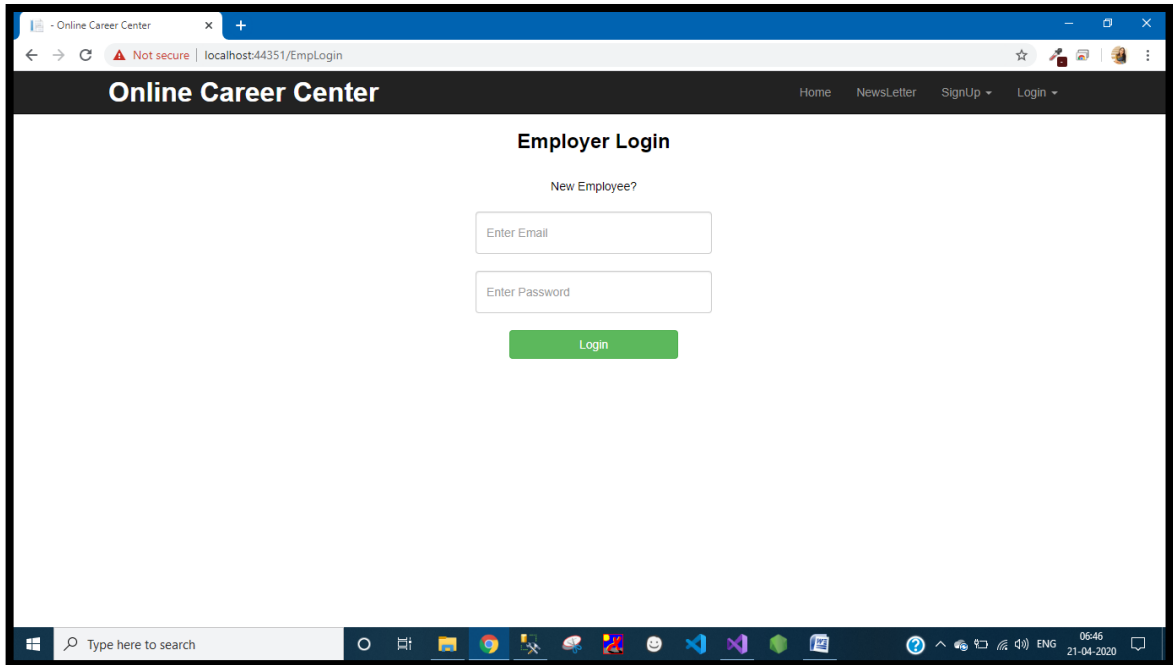 - Online Career Center
Not secure | localhost:44351/EmpLogin
Online Career Center
Home NewsLetter SignUp Login
Employer Login
New Employee?
Enter Email
Enter Password
Login
Type here to search
ENG
06:46
21-04-2020